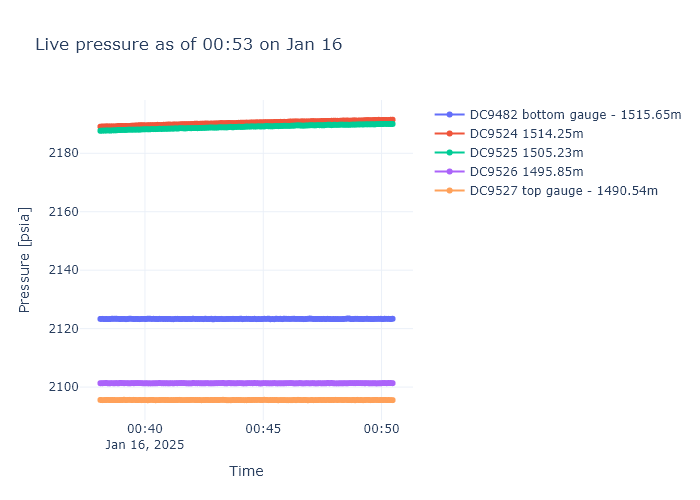 Live pressure as of 00:53 on Jan 16
DC9482 bottom gauge - 1515.65m
DC9524 1514.25m
DC9525 1505.23m
DC9526 1495.85m
DC9527 top gauge - 1490.54m
Pressure [psia]
2180
2160
2140
2120
2100
00:40
00:45
00:50
Jan 16, 2025
Time